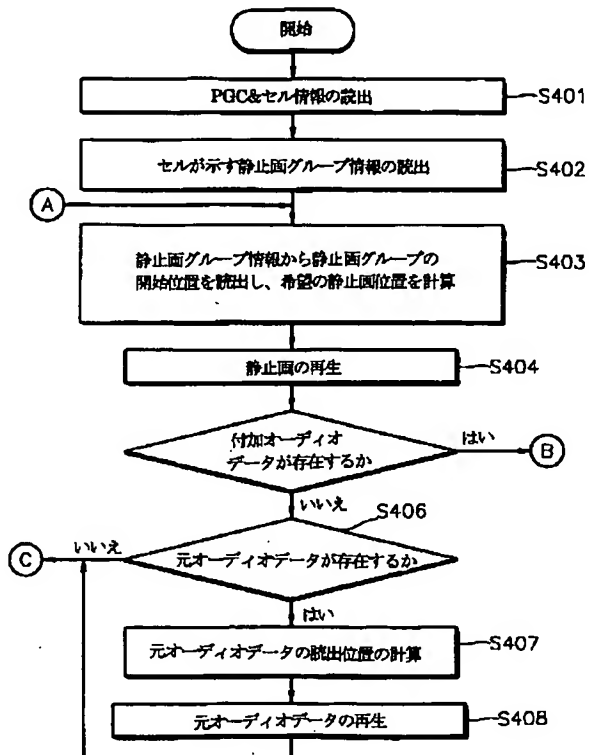 開始
PGC&セル情報の読出
S401
セルが示す静止画グループ情報の読出
S402
A
静止画グループ情報から静止画グループの
開始位置を読出し、希望の静止画位置を計算
S403
静止画の再生
S404
付加オーディオ
データが存在するか
はい
B
いいえ
S406
いいえ
C
元オーディオデータが存在するか
はい
元オーディオデータの読出位置の計算
S407
元オーディオデータの再生
S408